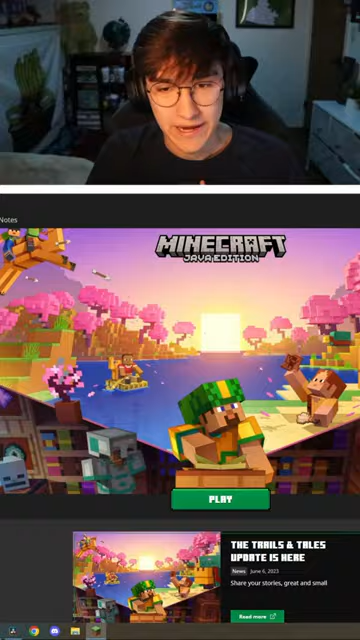 Notes
MINECRAFT
JAVA EDITION
PLAY
THE TRAILS & TALES
UPDATE IS HERE
News June 6, 2023
Share your stories, great and small
Read more